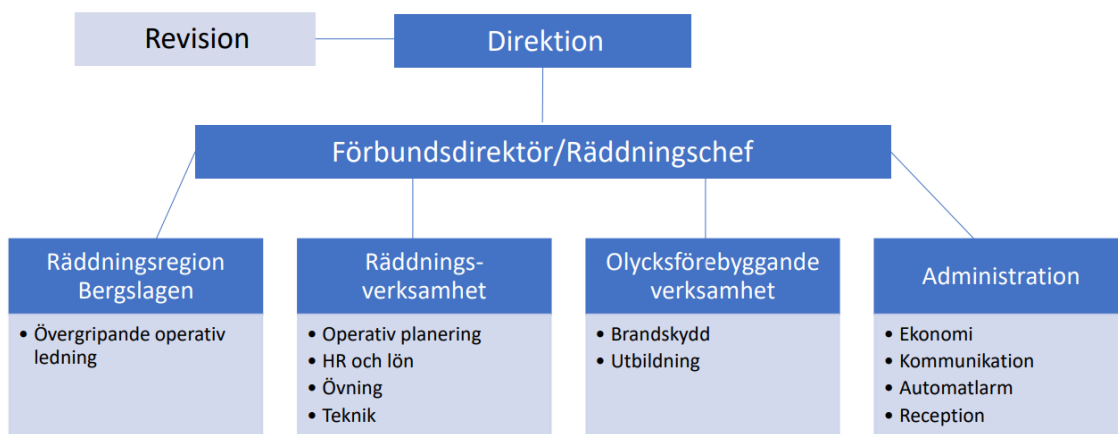 Revision
Direktion
Förbundsdirektör/Räddningschef
Räddningsregion
Bergslagen
• Övergripande operativ
ledning
Räddnings-
verksamhet
• Operativ planering
• HR och lön
• Övning
• Teknik
Olycksförebyggande
verksamhet
• Brandskydd
• Utbildning
Administration
• Ekonomi
• Kommunikation
• Automatlarm
• Reception